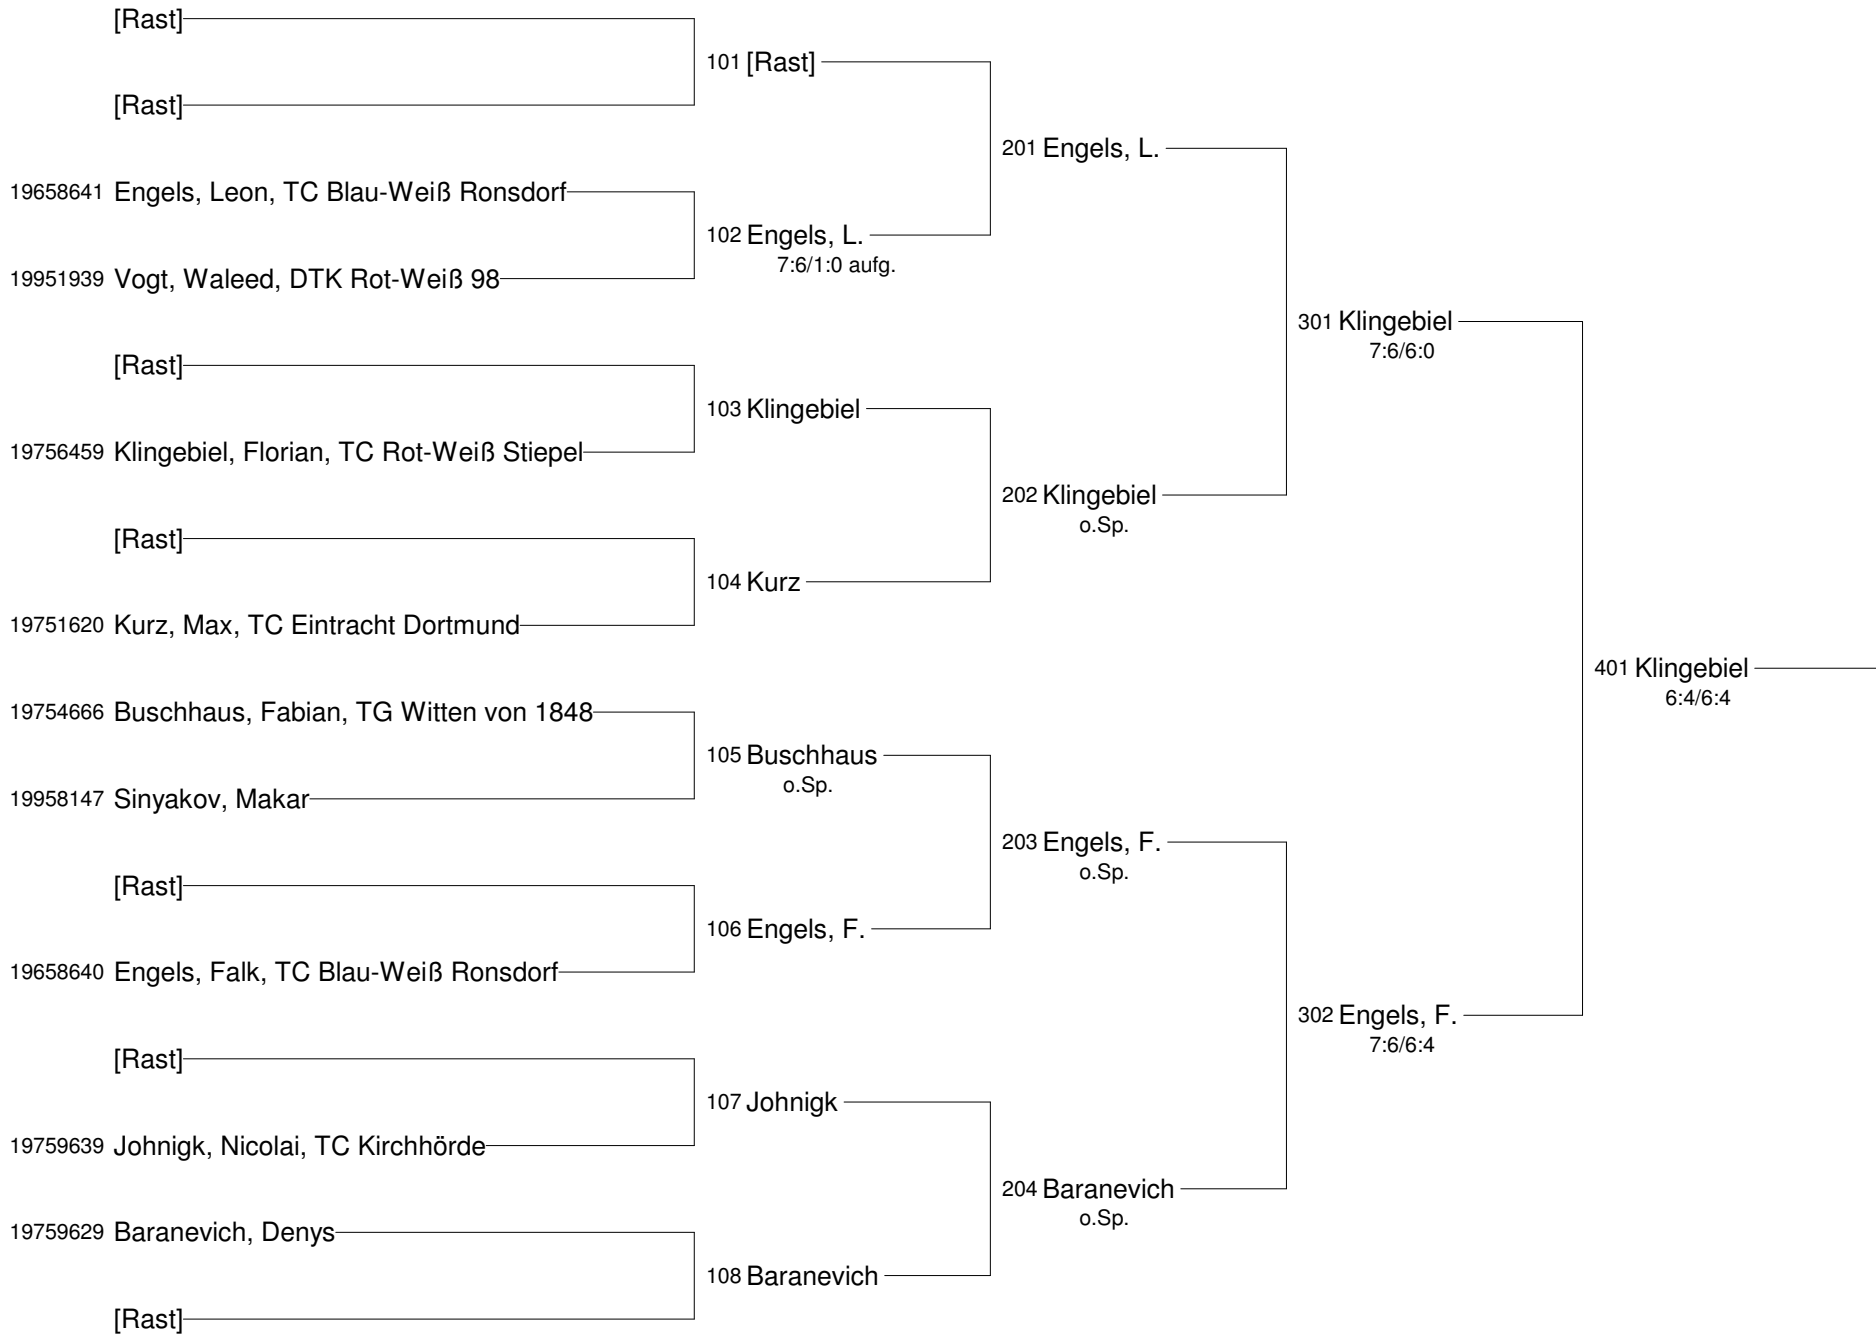 [Rast]
101 [Rast]
[Rast]
201 Engels, L.
19658641 Engels, Leon, TC Blau-Weiß Ronsdorf
102 Engels, L.
7:6/1:0 aufg.
19951939 Vogt, Waleed, DTK Rot-Weiß 98
301 Klingebiel
7:6/6:0
[Rast]
103 Klingebiel
19756459 Klingebiel, Florian, TC Rot-Weiß Stiepel
202 Klingebiel
o.Sp.
[Rast]
104 Kurz
19751620 Kurz, Max, TC Eintracht Dortmund
401 Klingebiel
6:4/6:4
19754666 Buschhaus, Fabian, TG Witten von 1848
105 Buschhaus
o.Sp.
19958147 Sinyakov, Makar
203 Engels, F.
o.Sp.
[Rast]
106 Engels, F.
19658640 Engels, Falk, TC Blau-Weiß Ronsdorf
302 Engels, F.
7:6/6:4
[Rast]
107 Johnigk
19759639 Johnigk, Nicolai, TC Kirchhörde
204 Baranevich
o.Sp.
19759629 Baranevich, Denys
108 Baranevich
[Rast]